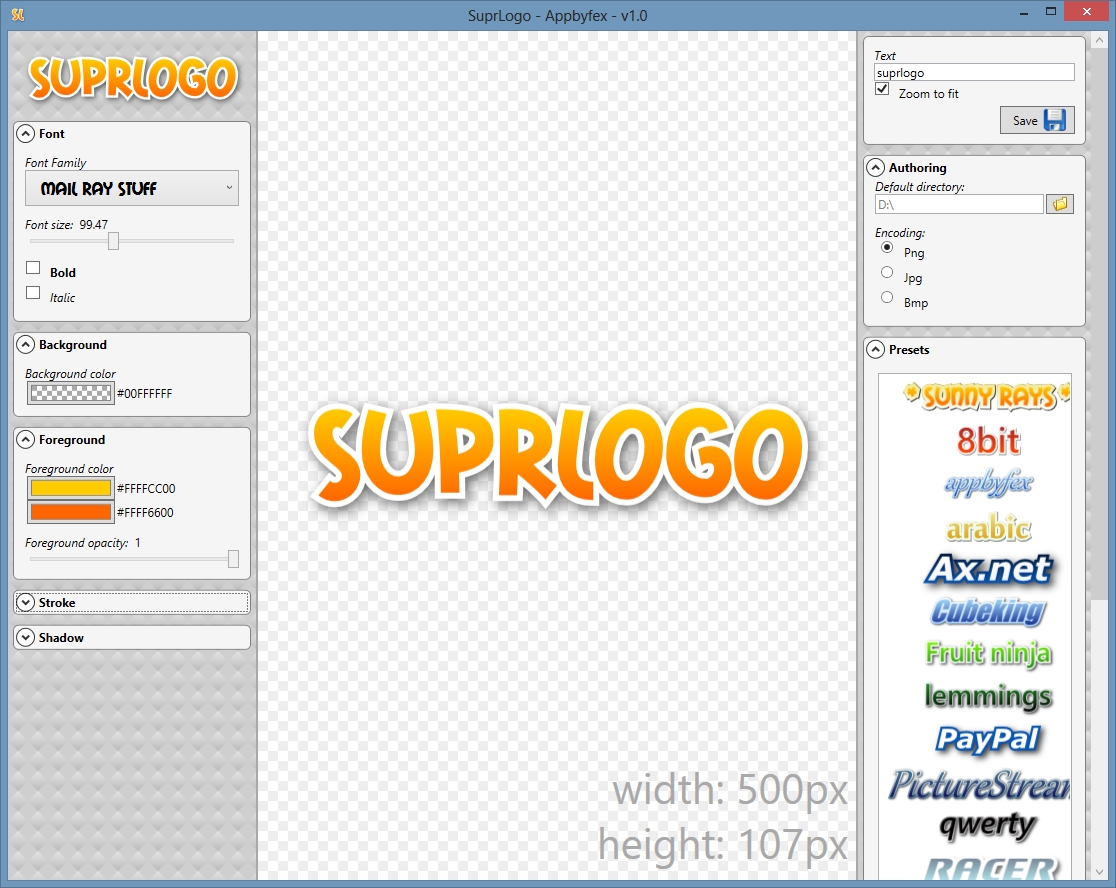 SL
SuprLogo - Appbyfex - v1.0
SUPRLOGO
Font
Font Family
MAIL RAY STUFF
Font size: 99.47
Bold
Italic
Background
Background color
#00FFFFFF
Foreground
Foreground color
#FFFFCC00
#FFFF6600
Foreground opacity: 1
Stroke
Shadow
SUPRLOGO
width: 500px
height: 107px
Text
suprlogo
Zoom to fit
Save
Authoring
Default directory:
D:\
Encoding:
Png
Jpg
Bmp
Presets
SUNNY RAYS
8bit
appbyfex
arabic
Ax.net
CubeKing
Fruit ninja
lemmings
PayPal
PictureStream
qwerty
RACER